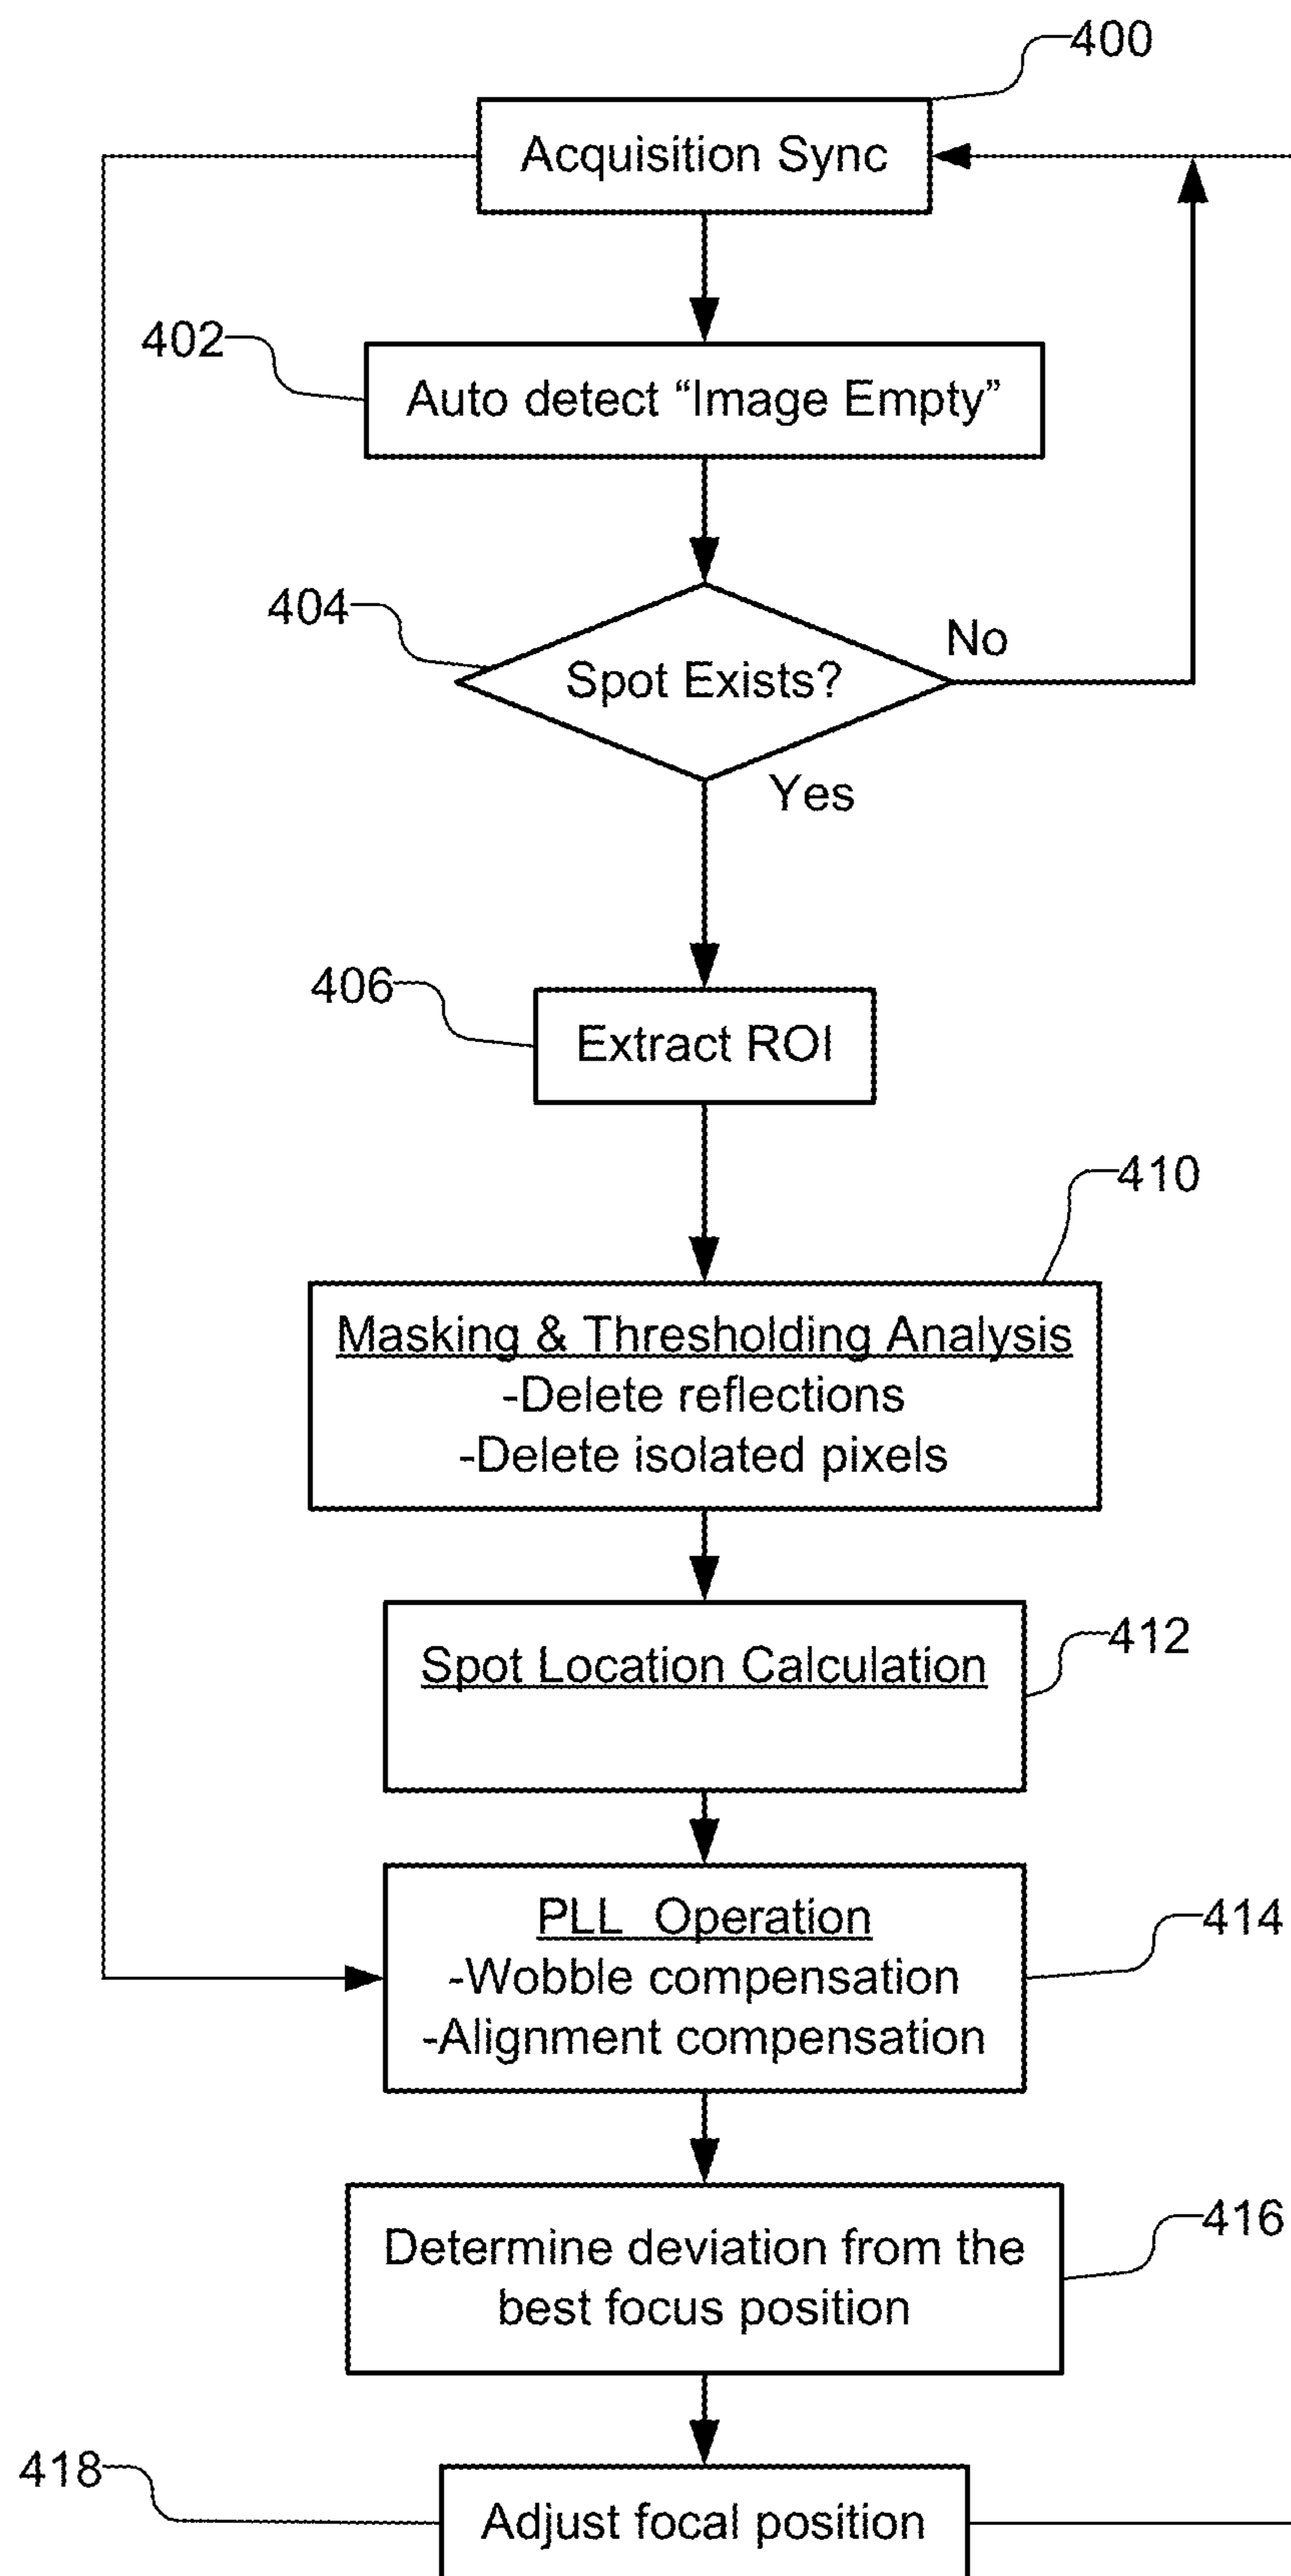 400
Acquisition Sync
402
Auto detect “Image Empty”
404
Spot Exists?
No
Yes
406
Extract ROI
410
Masking & Thresholding Analysis
-Delete reflections
-Delete isolated pixels
412
Spot Location Calculation
PLL Operation
-Wobble compensation
-Alignment compensation
414
Determine deviation from the
best focus position
416
418
Adjust focal position